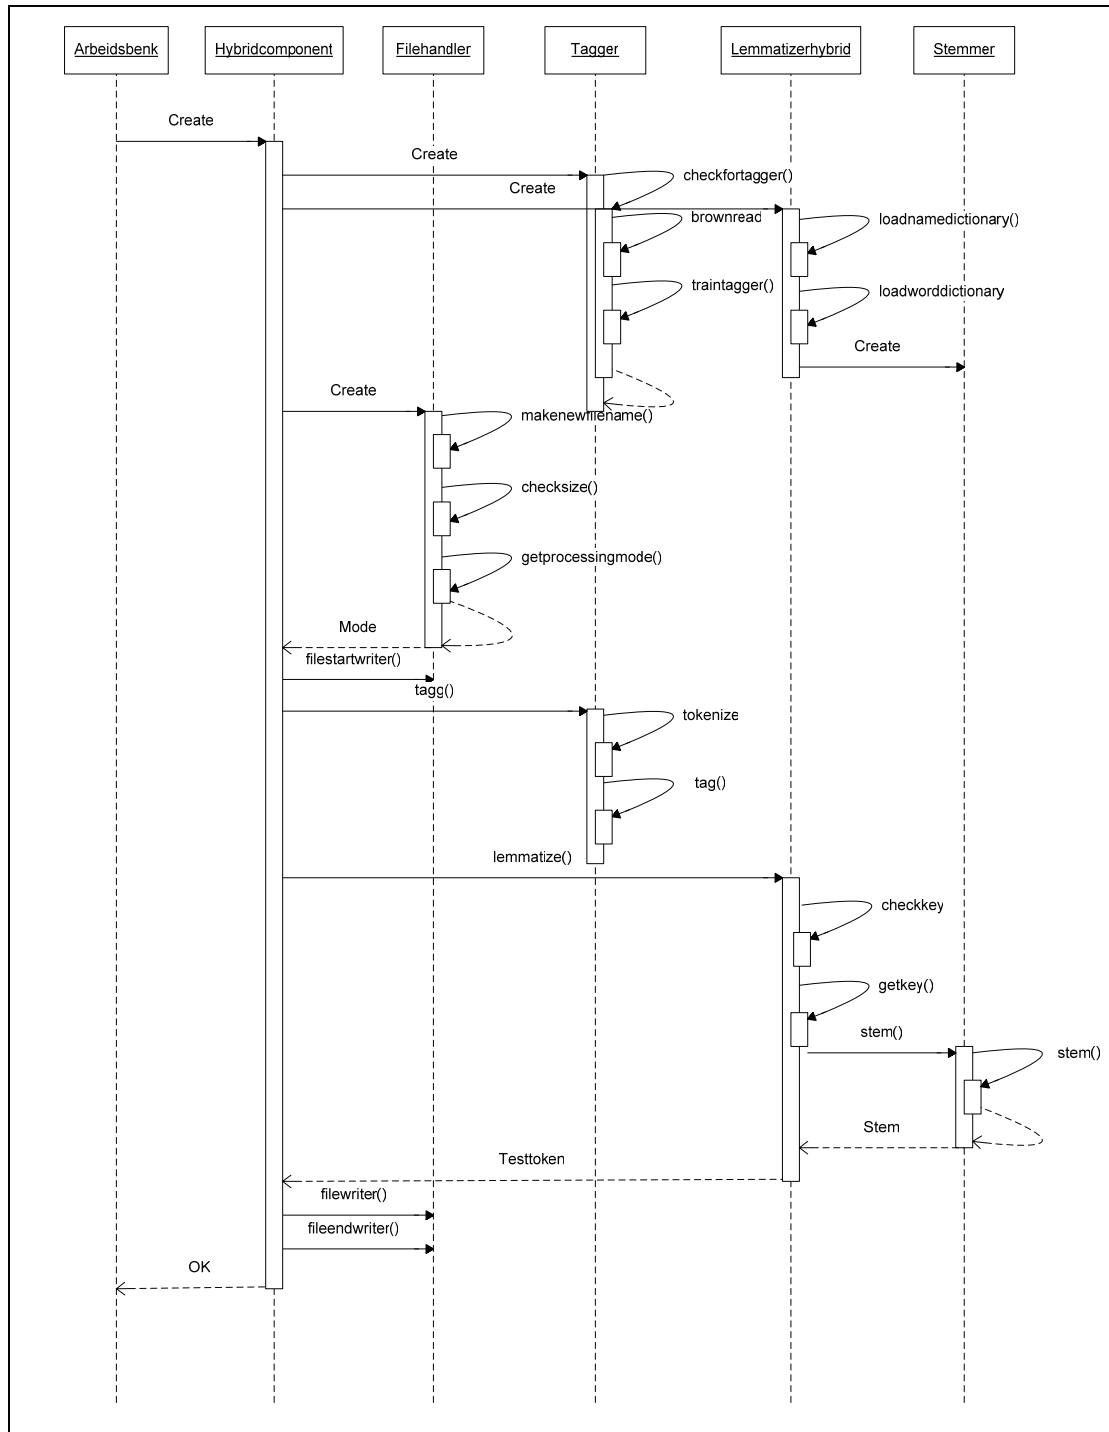 Arbeidsbenk
Hybridcomponent
Filehandler
Tagger
Lemmatizerhybrid
Stemmer
Create
Create
checkfortagger()
Create
brownread
loadnamedictionary()
traintagger()
loadworddictionary
Create
Create
makenewfilename()
checksize()
getprocessingmode()
Mode
filestartwriter()
tagg()
tokenize
tag()
lemmatize()
checkkey
getkey()
stem()
stem()
Stem
Testtoken
filewriter()
fileendwriter()
OK